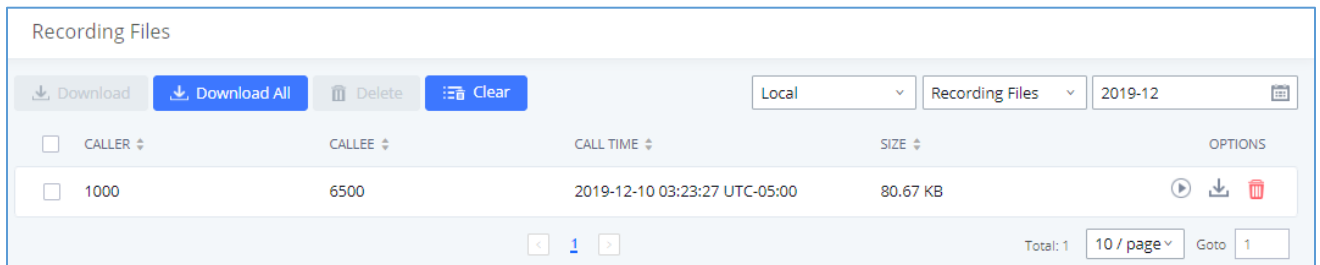 Recording Files
Download Download All Delete Clear Local Recording Files 2019-12
CALLER CALLEE CALL TIME SIZE OPTIONS
1000 6500 2019-12-10 03:23:27 UTC-05:00 80.67 KB
< 1 > Total: 1 10 / page Goto 1